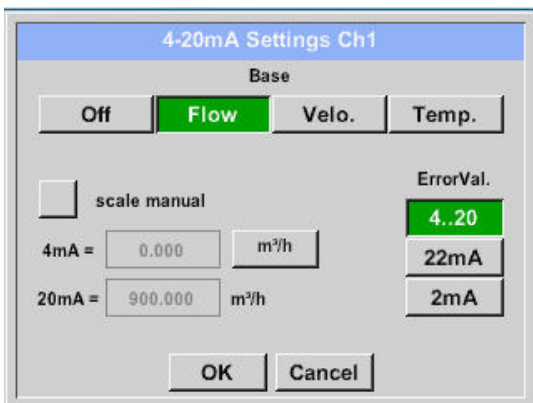 4-20mA Settings Ch1
Base
Off Flow Velo. Temp.
ErrorVal.
scale manual
4..20
4mA = 0.000 m³/h
22mA
20mA = 900.000 m³/h
2mA
OK Cancel